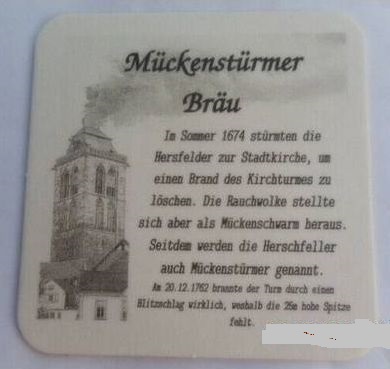 Mückenstürmer
Bräu
Im Sommer 1674 stürmten die
Hersfelder zur Stadtkirche, um
einen Brand des Kirchturmes zu
löschen. Die Rauchwolke stellte
sich aber als Mückenschwarm heraus.
Seitdem werden die Herschfeller
auch Mückenstürmer genannt.
Am 20.12.1762 brannte der Turm durch einen
Blitzschlag wirklich, weshalb die 25m hohe Spitze
fehlt.